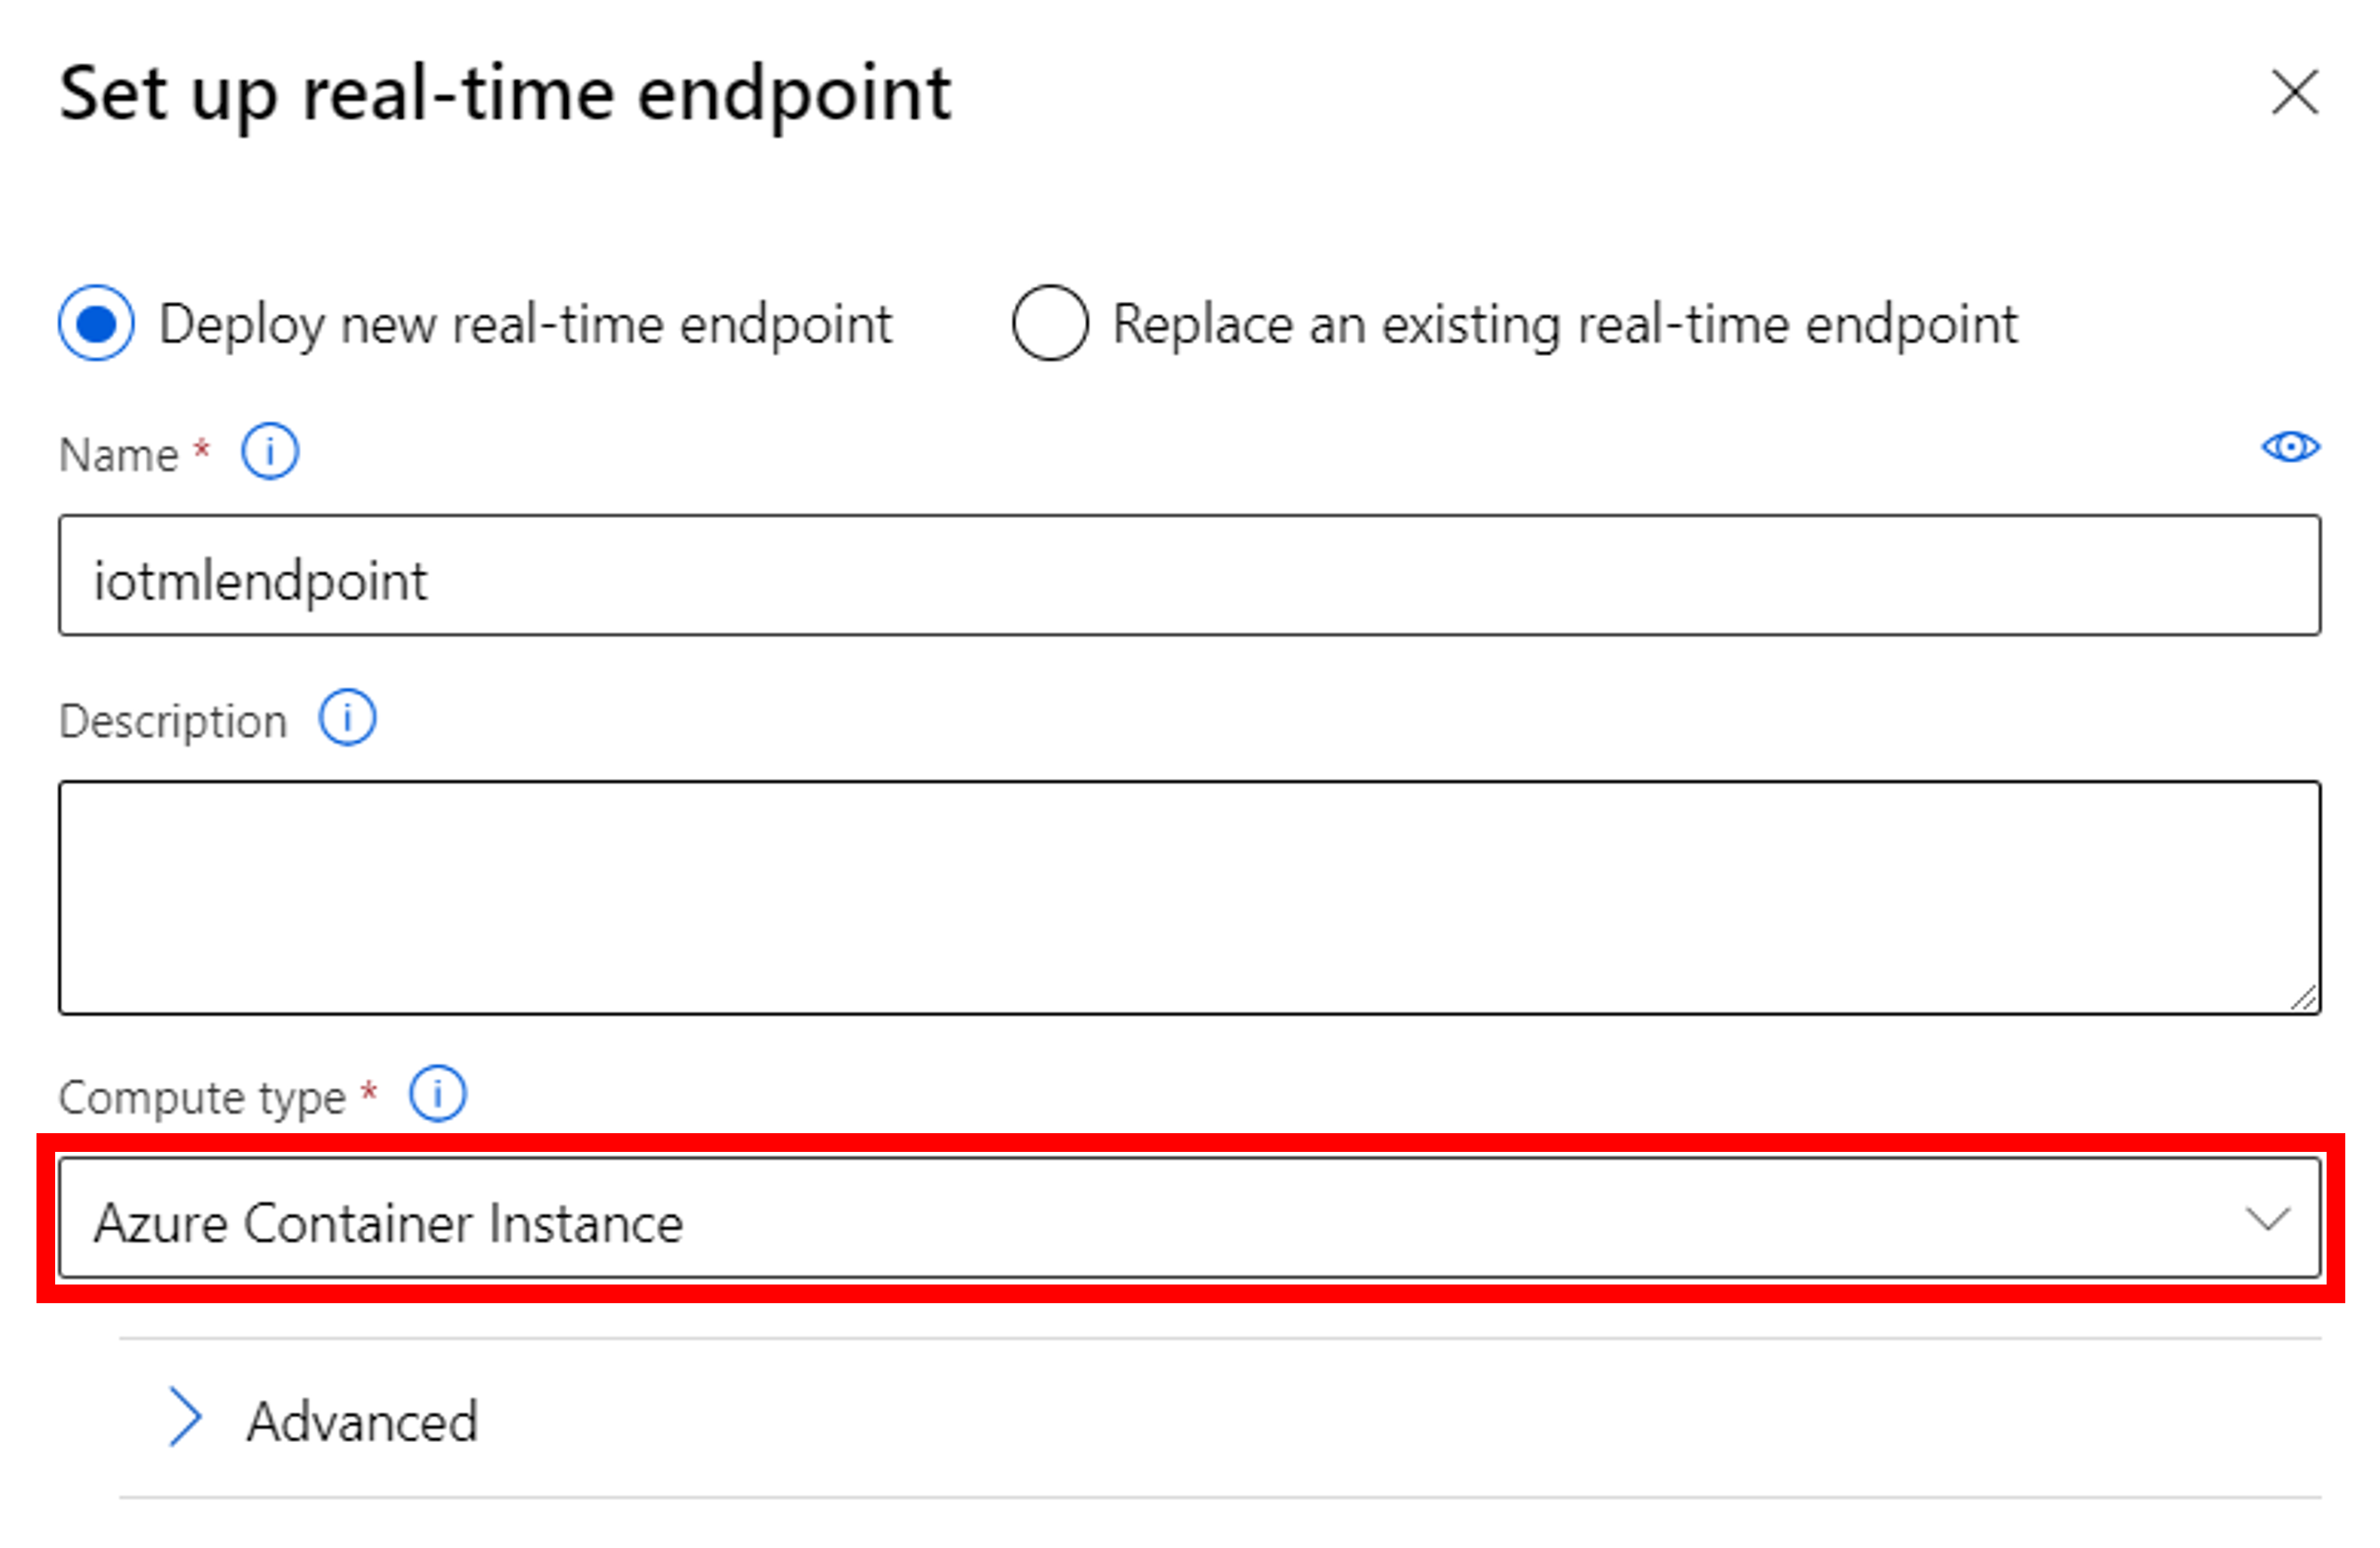 Set up real-time endpoint
Deploy new real-time endpoint Replace an existing real-time endpoint
Name *
iotmlendpoint
Description
Compute type *
Azure Container Instance
Advanced